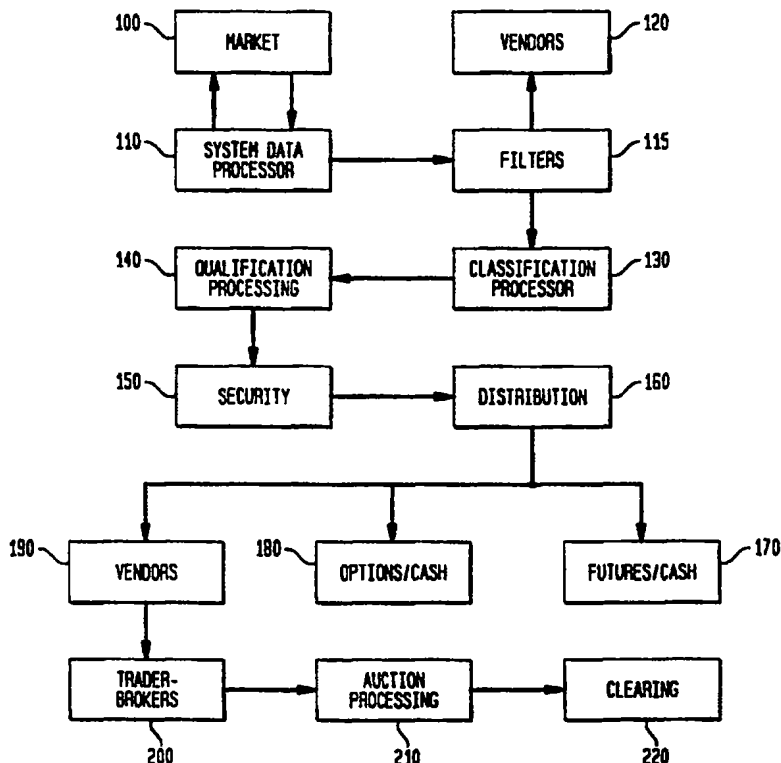 100
MARKET
VENDORS
120
110
SYSTEM DATA
PROCESSOR
FILTERS
115
140
QUALIFICATION
PROCESSING
CLASSIFICATION
PROCESSOR
130
150
SECURITY
DISTRIBUTION
160
190
VENDORS
180
OPTIONS/CASH
FUTURES/CASH
170
TRADER-
BROKERS
AUCTION
PROCESSING
CLEARING
200
210
220